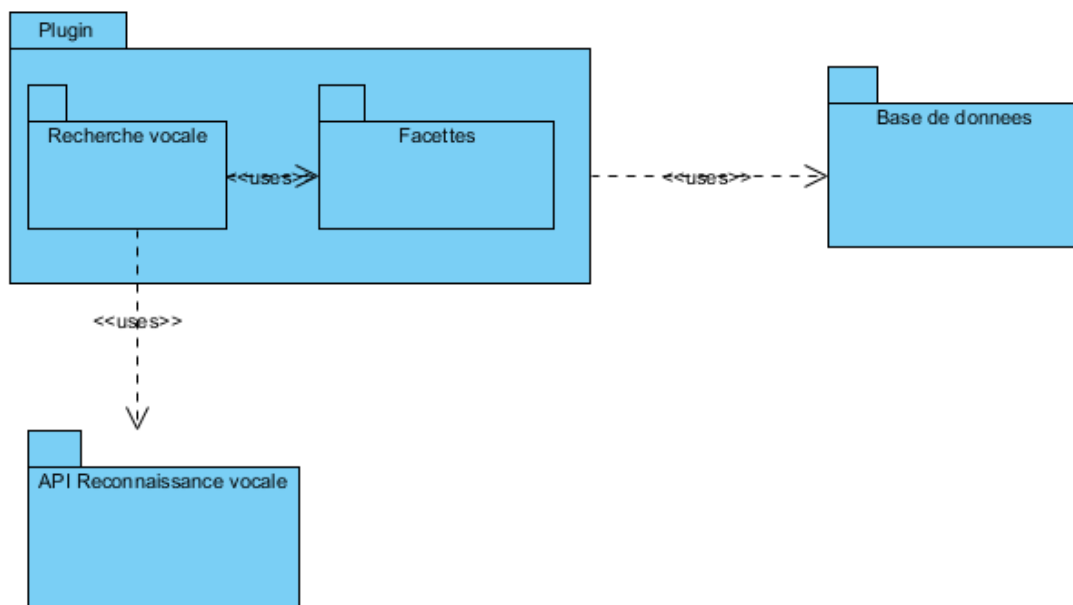 Plugin
Recherche vocale
Facettes
Base de donnees
<<uses>>
<<uses>>
<<uses>>
API Reconnaissance vocale